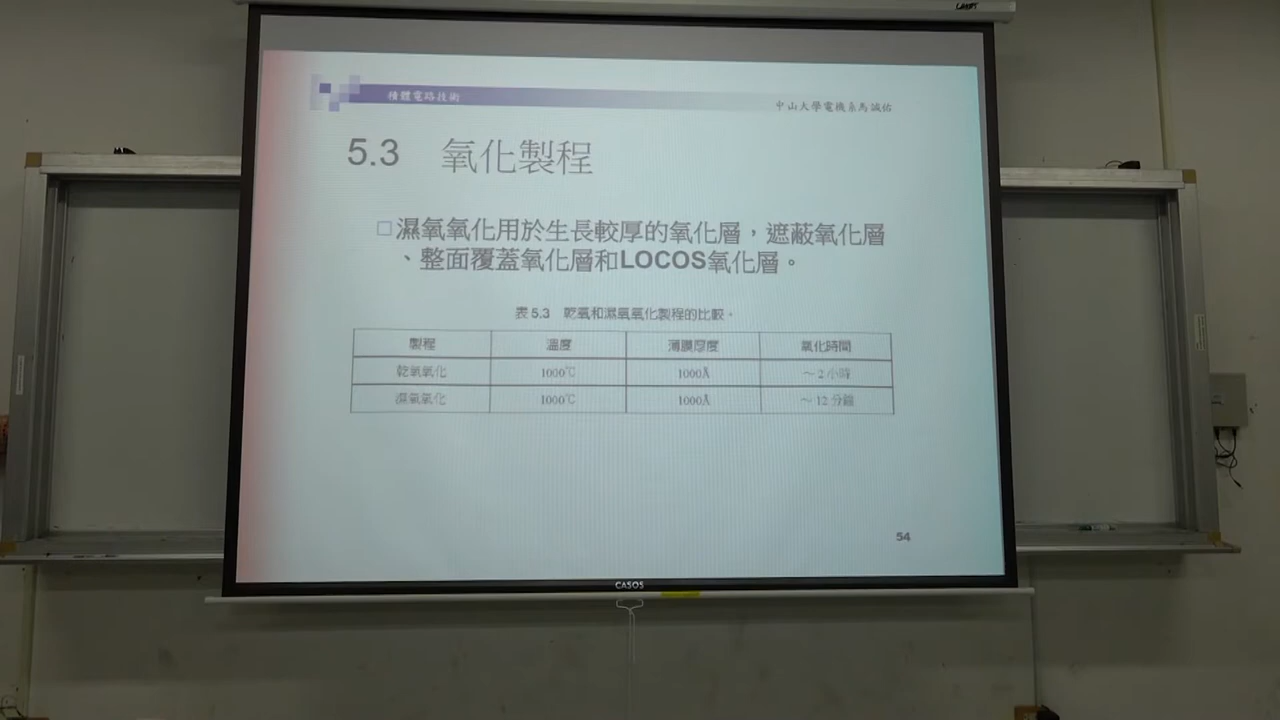 積體電路技術
中山大學電機系馬誠佑
5.3 氧化製程
□濕氧氧化用於生長較厚的氧化層，遮蔽氧化層
、整面覆蓋氧化層和LOCOS氧化層。
表 5.3 乾氧和濕氧氧化製程的比較。
製程 溫度 薄膜厚度 氧化時間
乾氧氧化 1000℃ 1000Å ～2 小時
濕氧氧化 1000℃ 1000Å ～12 分鐘
54
CASOS